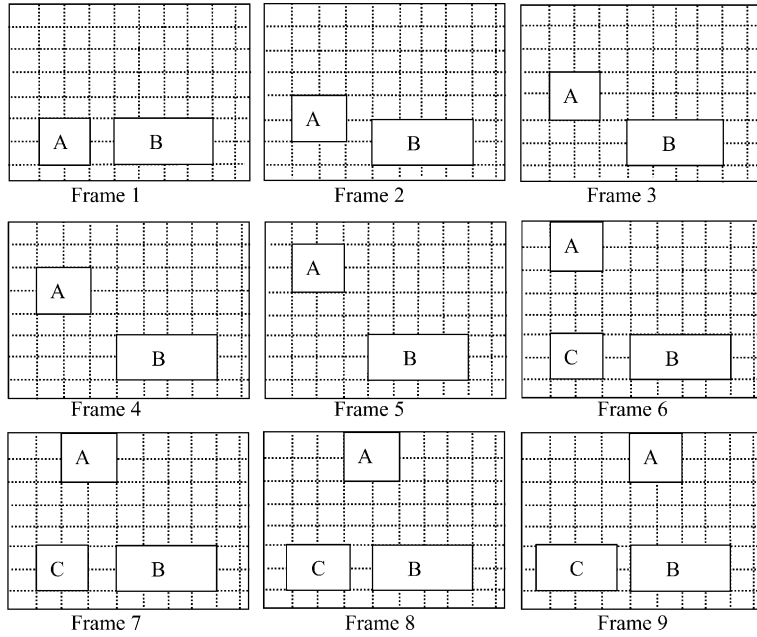 A B
Frame 1
A B
Frame 2
A B
Frame 3
A B
Frame 4
A B
Frame 5
A
C B
Frame 6
A
C B
Frame 7
A
C B
Frame 8
A
C B
Frame 9